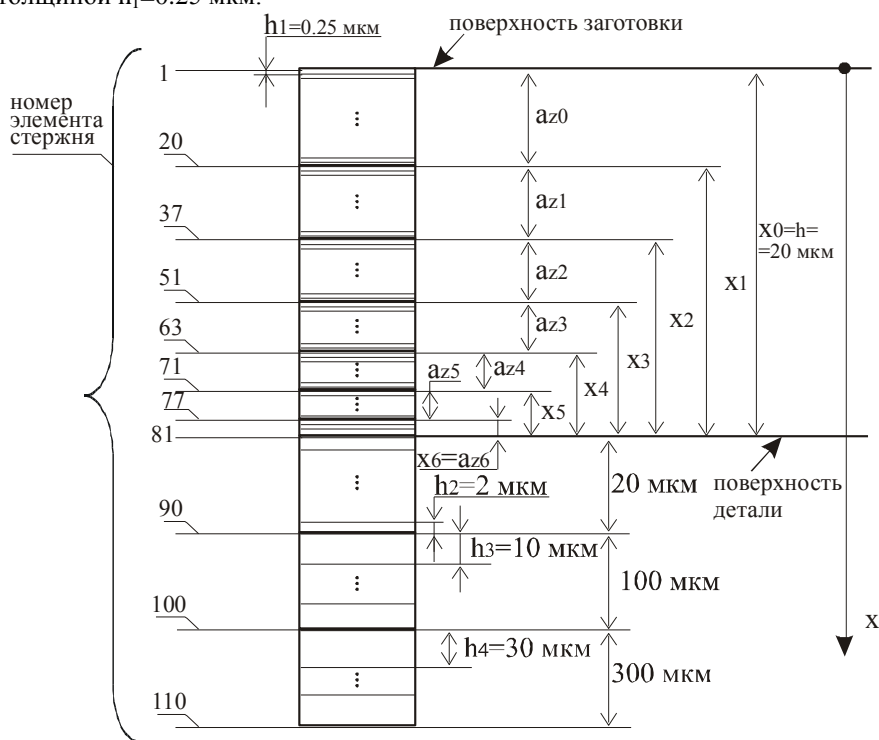 толщиной h1=0.25 мкм.
h1=0.25 мкм
поверхность заготовки
1
номер
элемента
стержня
az0
20
az1
37
x0=h=
=20 мкм
az2
x1
51
x2
az3
63
x3
az4
az5
x4
71
x5
77
81
x6=az6
20 мкм
поверхность
детали
h2=2 мкм
90
h3=10 мкм
100 мкм
100
x
h4=30 мкм
300 мкм
110